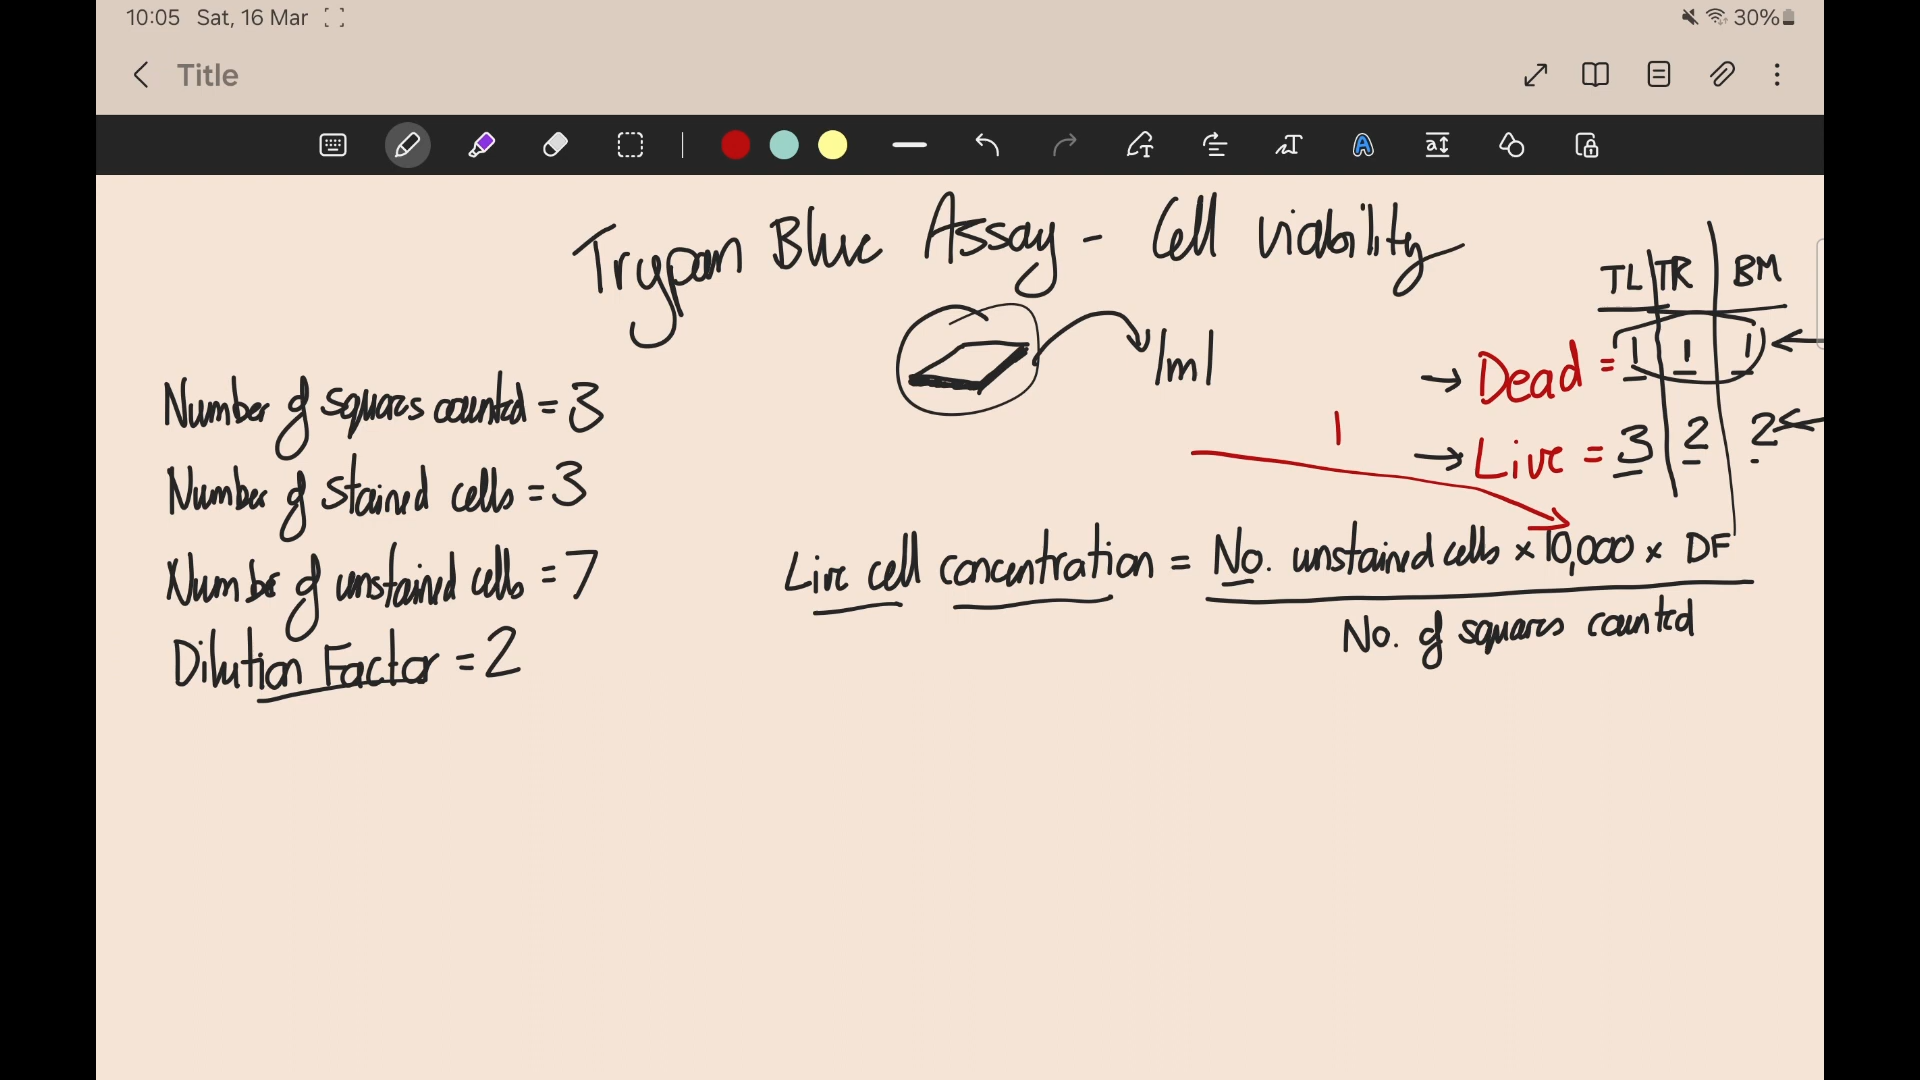 10:05 Sat, 16 Mar 30%
Title
Trypan Blue Assay - Cell viability
TL TR BM
1ml
Dead = 1 1 1
Live = 3 2 2
Number of squares counted = 3
Number of stained cells = 3
Number of unstained cells = 7
Dilution Factor = 2
1
Live cell concentration = No. unstained cells × 10,000 × DF
No. of squares counted